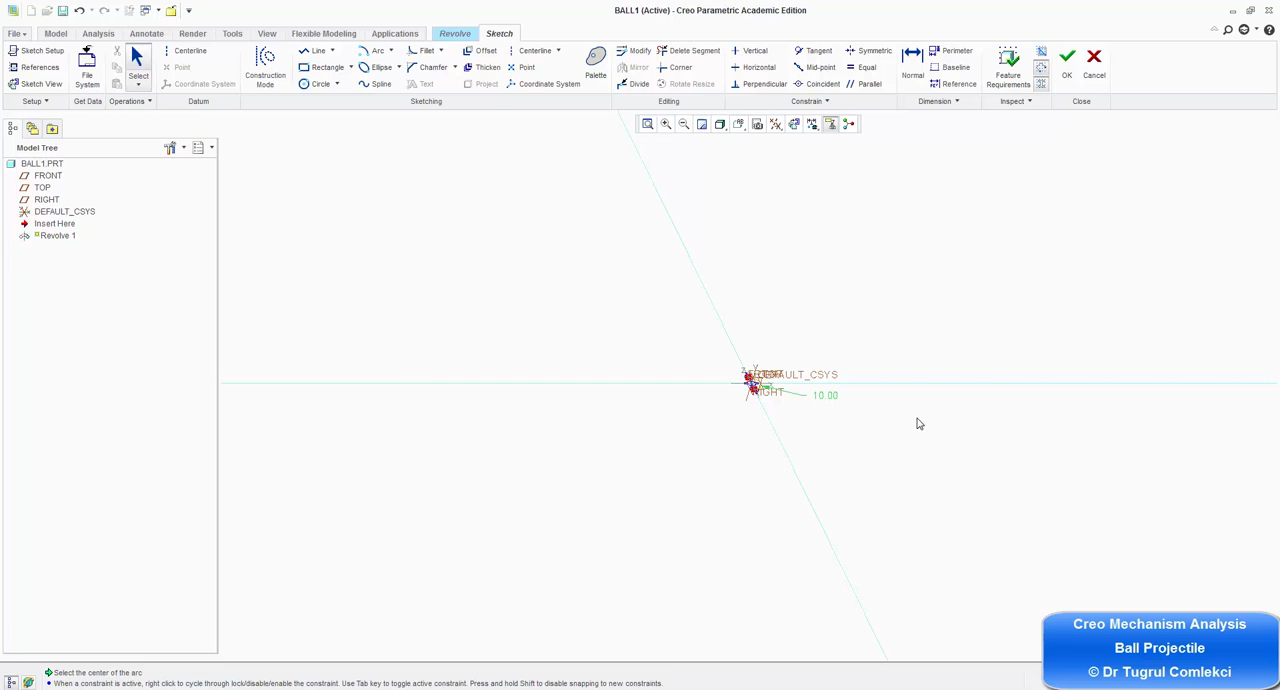 BALL1 (Active) - Creo Parametric Academic Edition
File Model Analysis Annotate Render Tools View Flexible Modeling Applications Revolve Sketch
Sketch Setup
References
Sketch View
Setup
File System
Get Data
Select
Operations
Centerline
Point
Coordinate System
Datum
Construction Mode
Line Arc Fillet Offset Centerline
Rectangle Ellipse Chamfer Thicken Point
Circle Spline Text Project Coordinate System
Palette
Sketching
Modify Delete Segment
Mirror Corner
Divide Rotate Resize
Editing
Vertical Tangent Symmetric
Horizontal Mid-point Equal
Perpendicular Coincident Parallel
Constrain
Normal
Perimeter
Baseline
Reference
Dimension
Feature Requirements
Inspect
OK
Cancel
Close
Model Tree
BALL1.PRT
FRONT
TOP
RIGHT
DEFAULT_CSYS
Insert Here
Revolve 1
RIGHT
10.00
Creo Mechanism Analysis
Ball Projectile
© Dr Tugrul Comlekci
Select the center of the arc
When a constraint is active, right click to cycle through lock/disable/enable the constraint. Use Tab key to toggle active constraint. Press and hold Shift to disable snapping to new constraints.